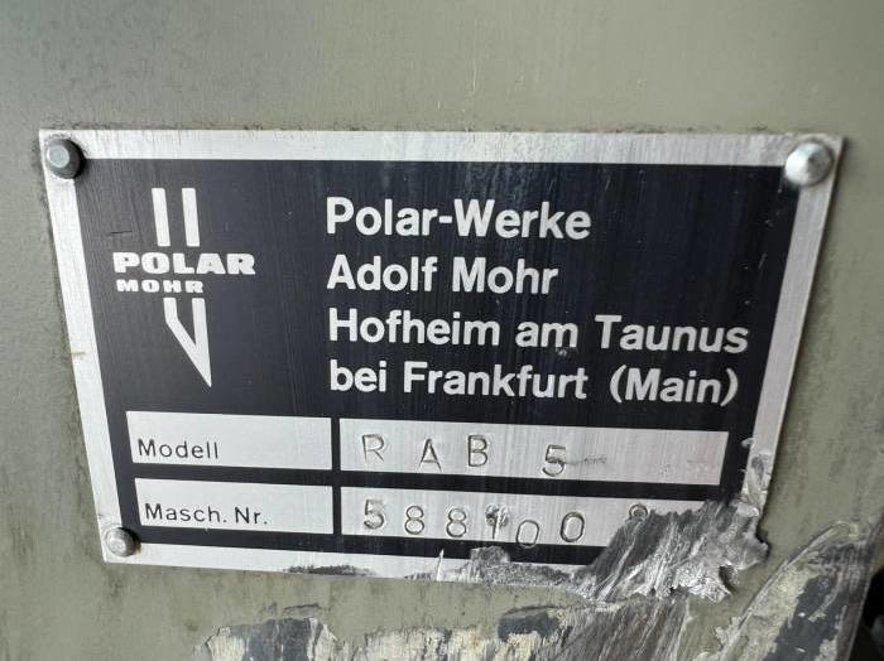 POLAR
MOHR
Polar-Werke
Adolf Mohr
Hofheim am Taunus
bei Frankfurt (Main)
Modell RAB 5
Masch. Nr.